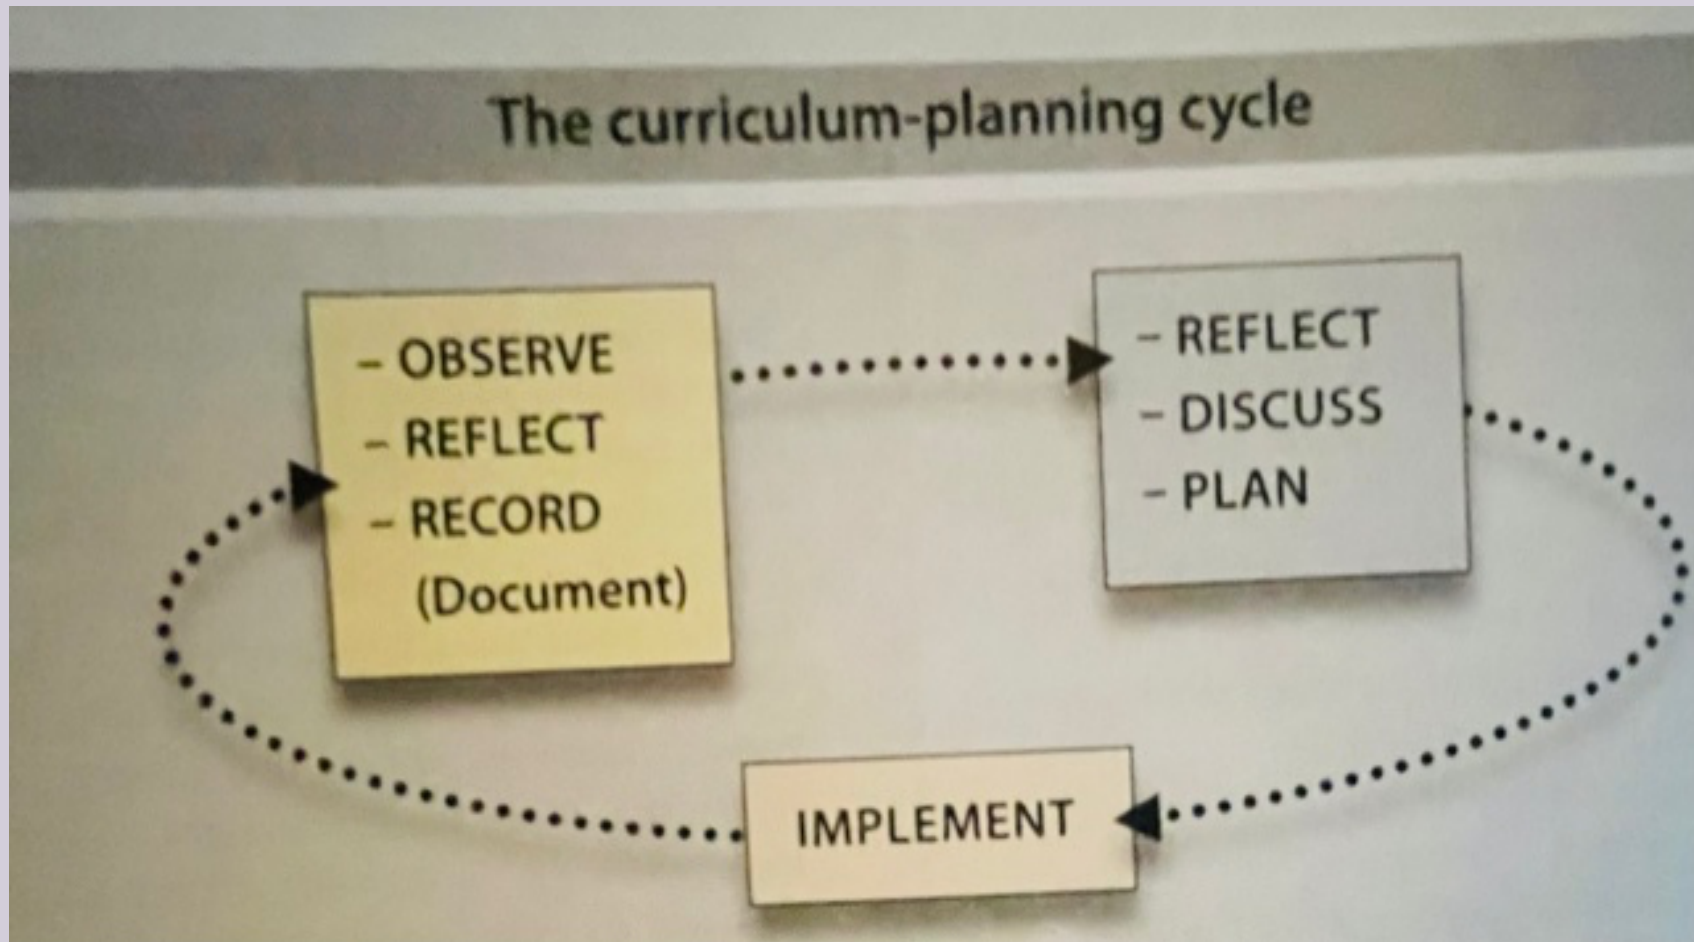 The curriculum-planning cycle
– OBSERVE
– REFLECT
– RECORD
(Document)
– REFLECT
– DISCUSS
– PLAN
IMPLEMENT